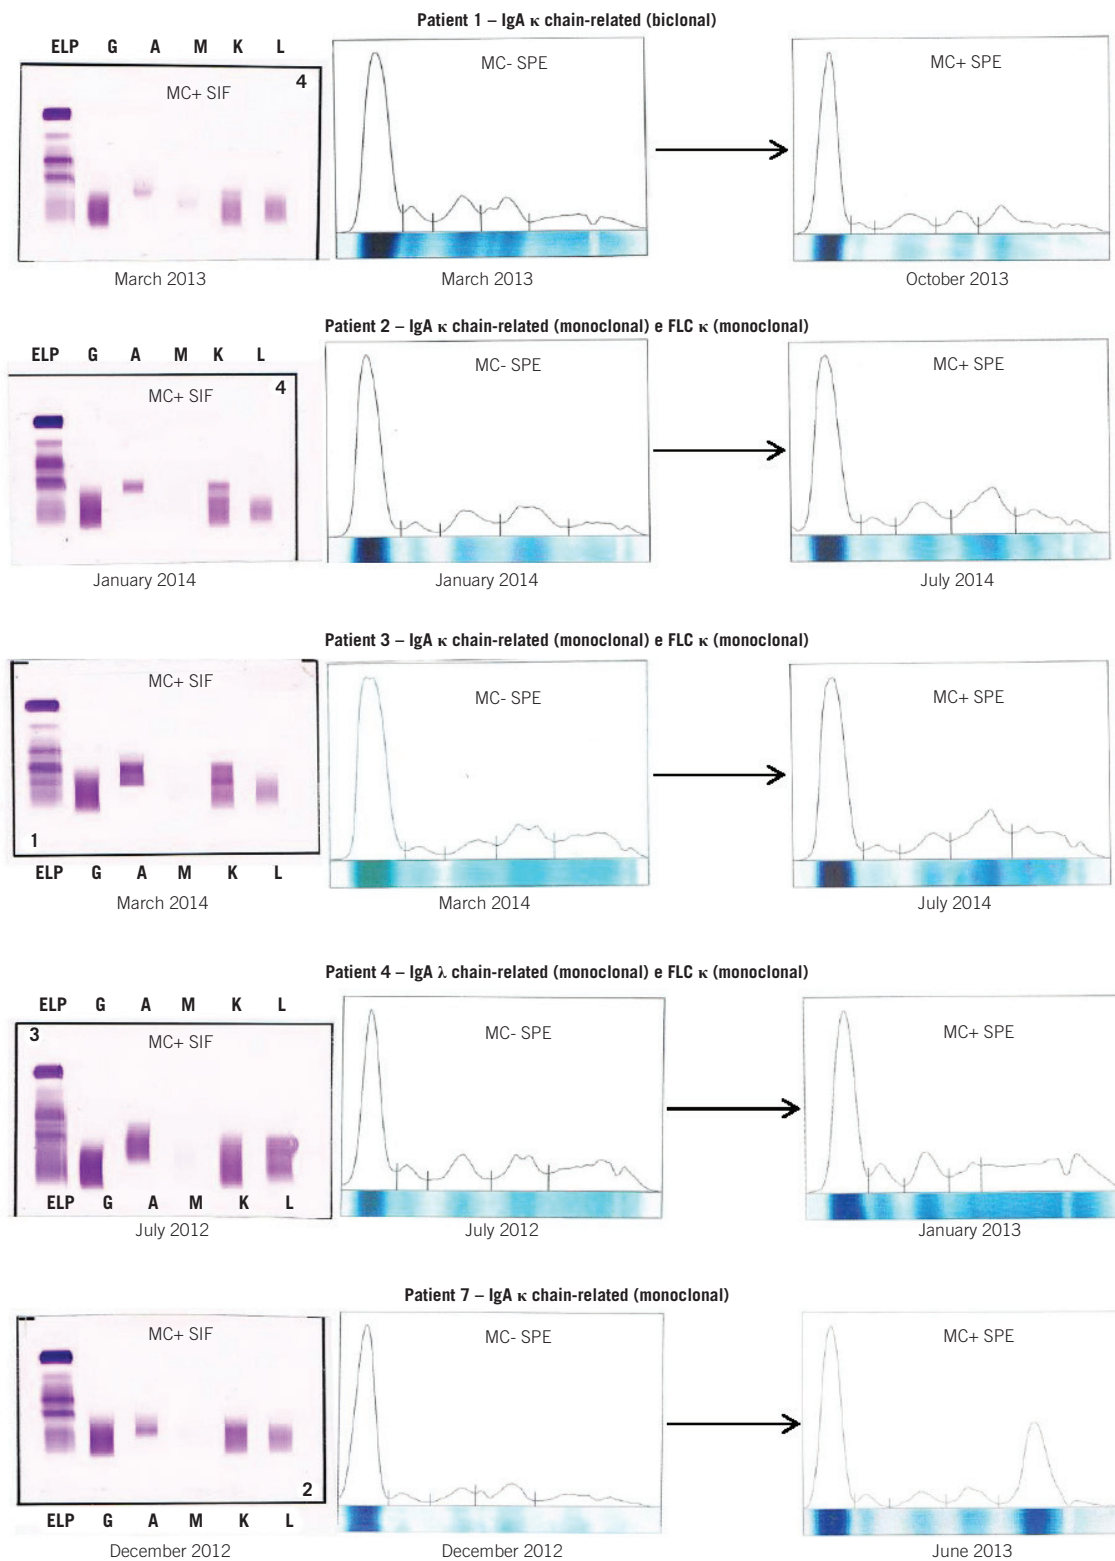 Patient 1 – IgA κ chain-related (biclonal)
ELP G A M K L
4
MC+ SIF
MC- SPE
MC+ SPE
March 2013
March 2013
October 2013
Patient 2 – IgA κ chain-related (monoclonal) e FLC κ (monoclonal)
ELP G A M K L
4
MC+ SIF
MC- SPE
MC+ SPE
January 2014
January 2014
July 2014
Patient 3 – IgA κ chain-related (monoclonal) e FLC κ (monoclonal)
MC+ SIF
MC- SPE
MC+ SPE
1
ELP G A M K L
March 2014
March 2014
July 2014
Patient 4 – IgA λ chain-related (monoclonal) e FLC κ (monoclonal)
ELP G A M K L
3
MC+ SIF
MC- SPE
MC+ SPE
ELP G A M K L
July 2012
July 2012
January 2013
Patient 7 – IgA κ chain-related (monoclonal)
MC+ SIF
MC- SPE
MC+ SPE
2
ELP G A M K L
December 2012
December 2012
June 2013